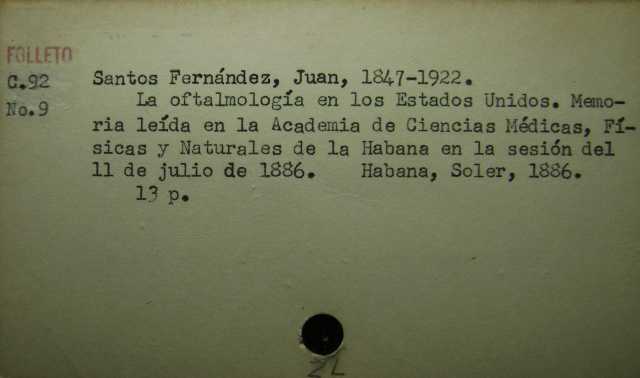 FOLLETO
C.92
No.9
Santos Fernández, Juan, 1847-1922.
La oftalmología en los Estados Unidos. Memo-
ria leída en la Academia de Ciencias Médicas, Fí-
sicas y Naturales de la Habana en la sesión del
11 de julio de 1886. Habana, Soler, 1886.
13 p.
2L